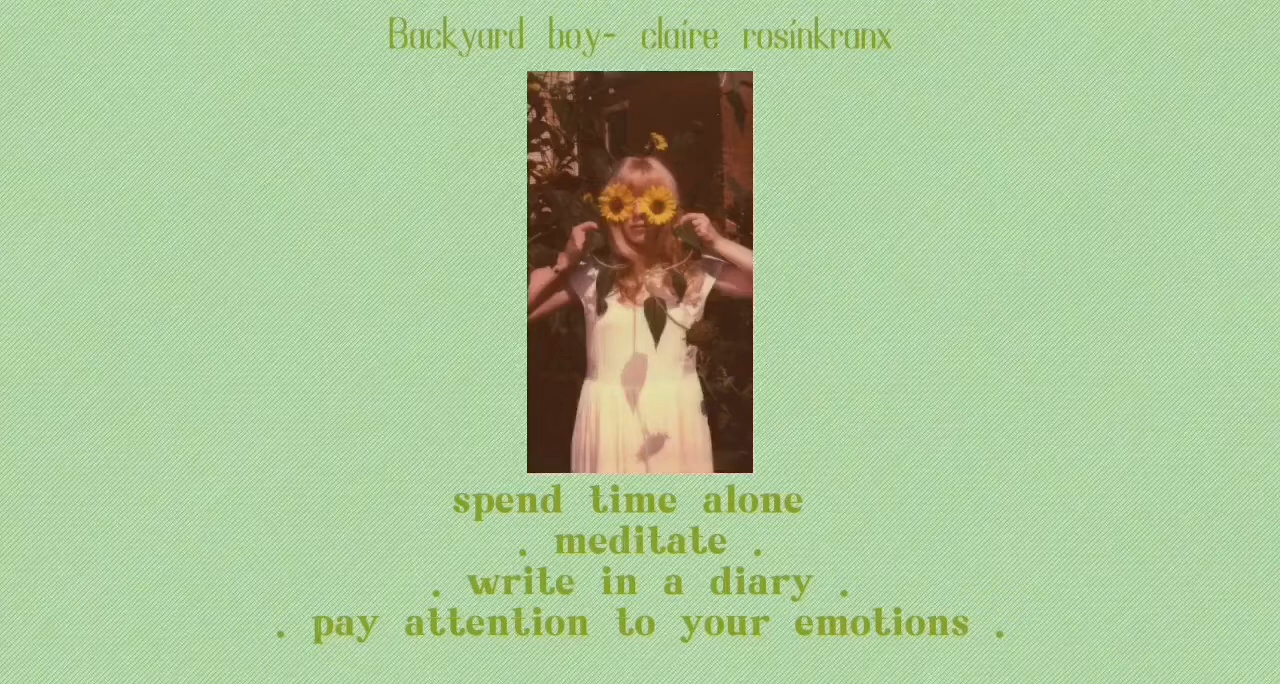 Backyard boy- claire rosinkranx
spend time alone
. meditate .
. write in a diary .
. pay attention to your emotions .